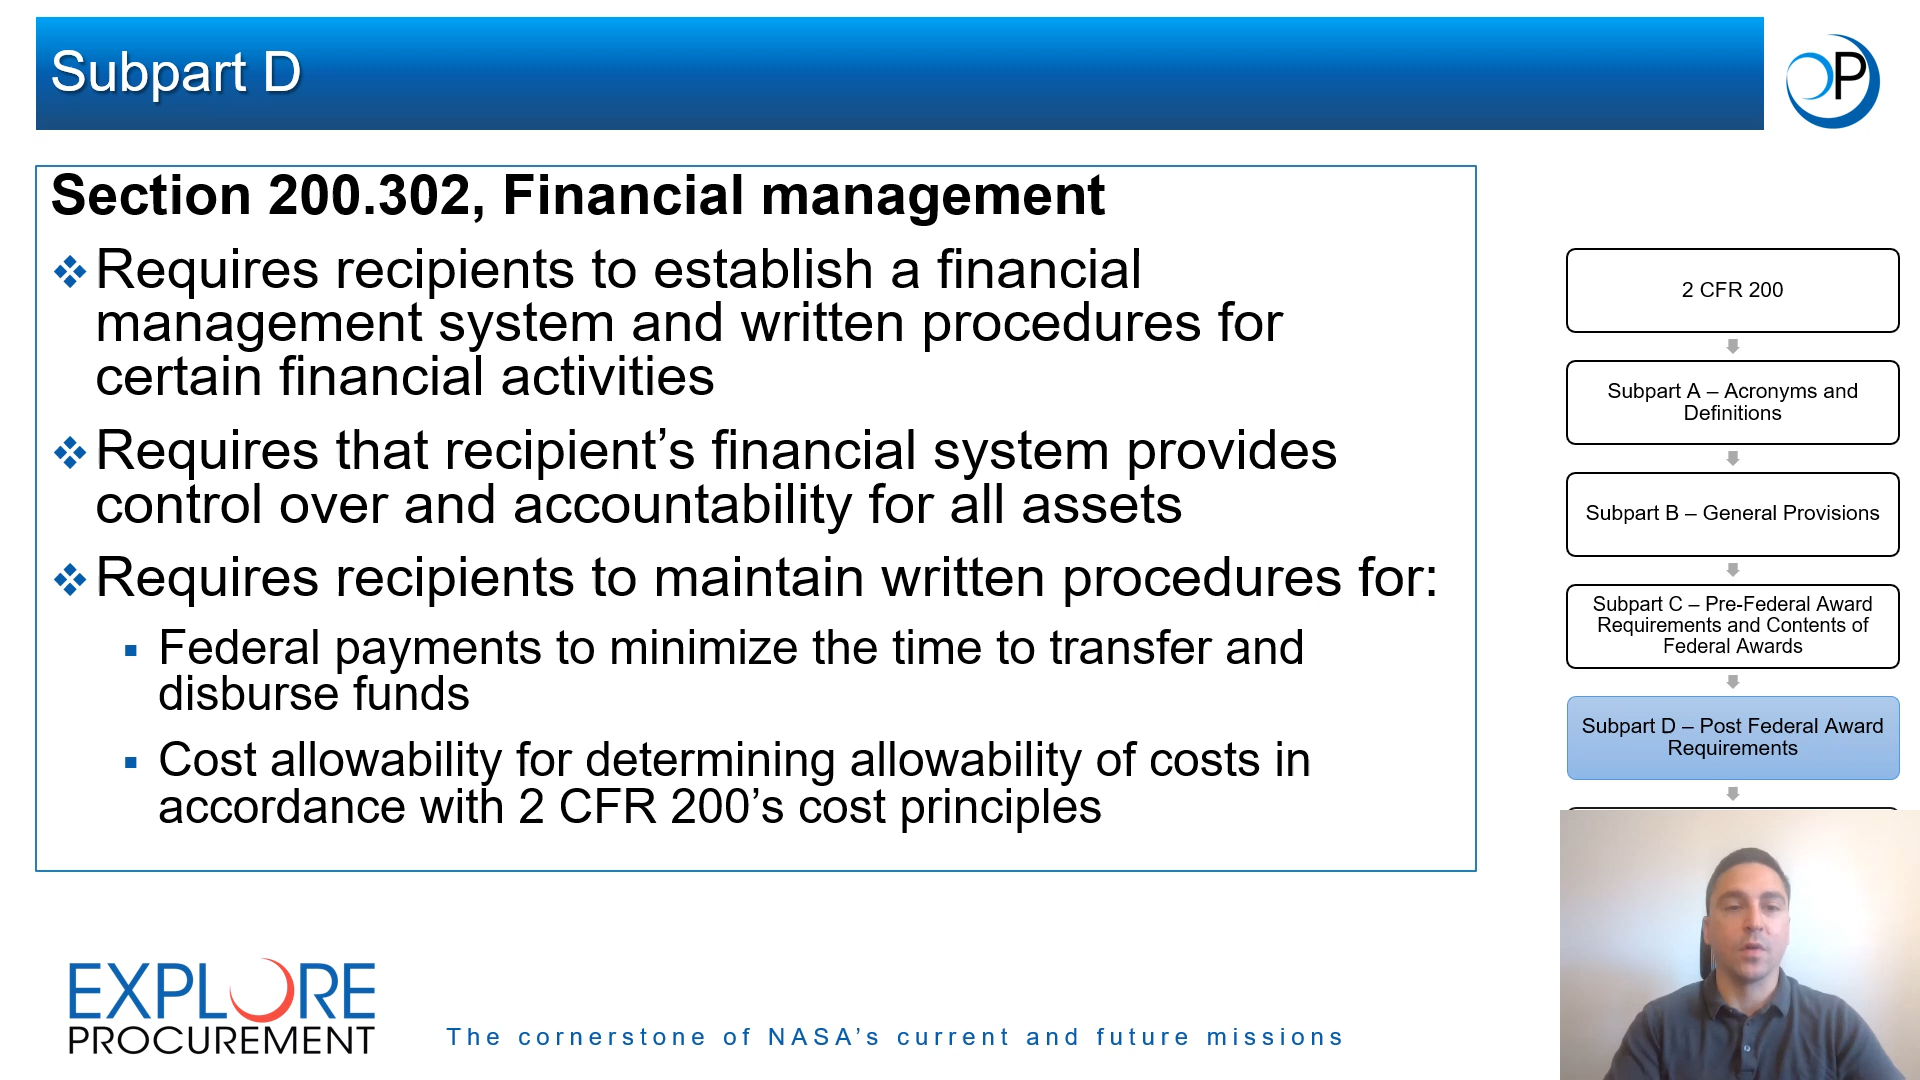 Subpart D
P
Section 200.302, Financial management
Requires recipients to establish a financial
management system and written procedures for
certain financial activities
Requires that recipient’s financial system provides
control over and accountability for all assets
Requires recipients to maintain written procedures for:
Federal payments to minimize the time to transfer and
disburse funds
Cost allowability for determining allowability of costs in
accordance with 2 CFR 200’s cost principles
2 CFR 200
Subpart A – Acronyms and
Definitions
Subpart B – General Provisions
Subpart C – Pre-Federal Award
Requirements and Contents of
Federal Awards
Subpart D – Post Federal Award
Requirements
EXPLORE
PROCUREMENT
The cornerstone of NASA’s current and future missions